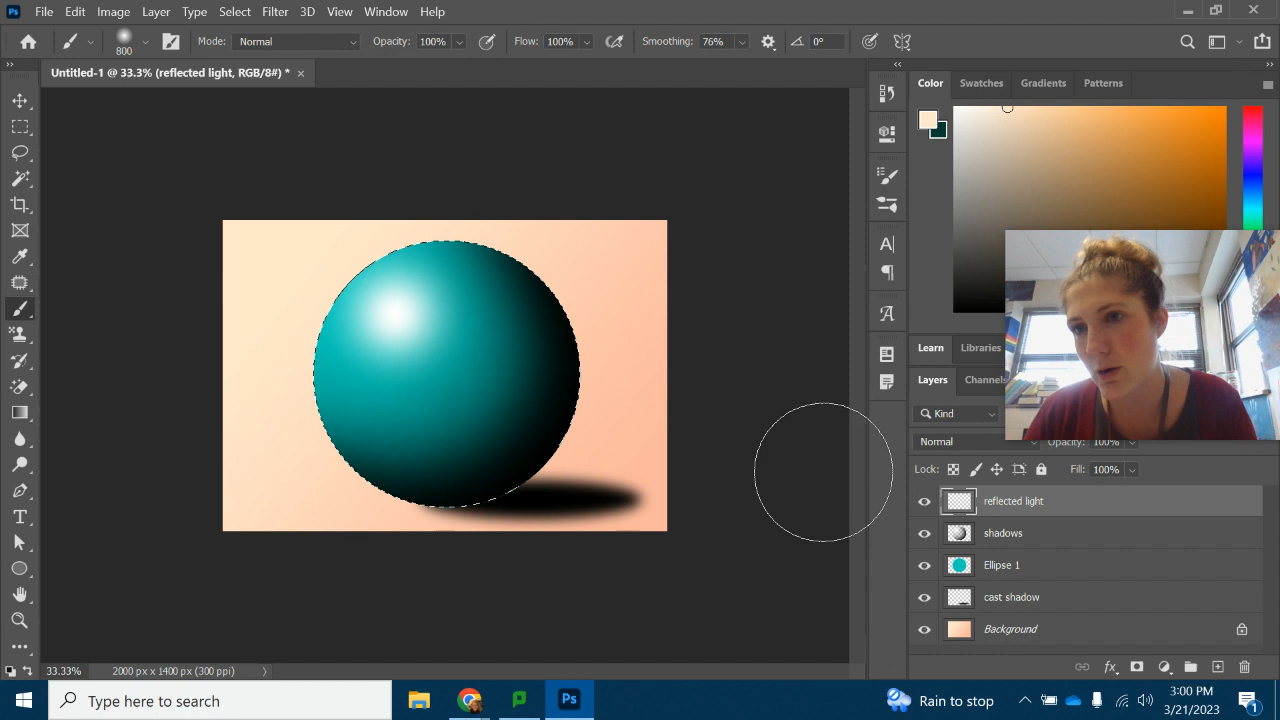 Ps File Edit Image Layer Type Select Filter 3D View Window Help
800 Mode: Normal Opacity: 100% Flow: 100% Smoothing: 76% 0°
Untitled-1 @ 33.3% (reflected light, RGB/8#) * ×
Color Swatches Gradients Patterns
Learn Libraries
Layers Channels
Kind
Normal Opacity: 100%
Lock: Fill: 100%
reflected light
shadows
Ellipse 1
cast shadow
Background
33.33% 2000 px x 1400 px (300 ppi)
Type here to search
Ps
Rain to stop
3:00 PM
3/21/2023
1